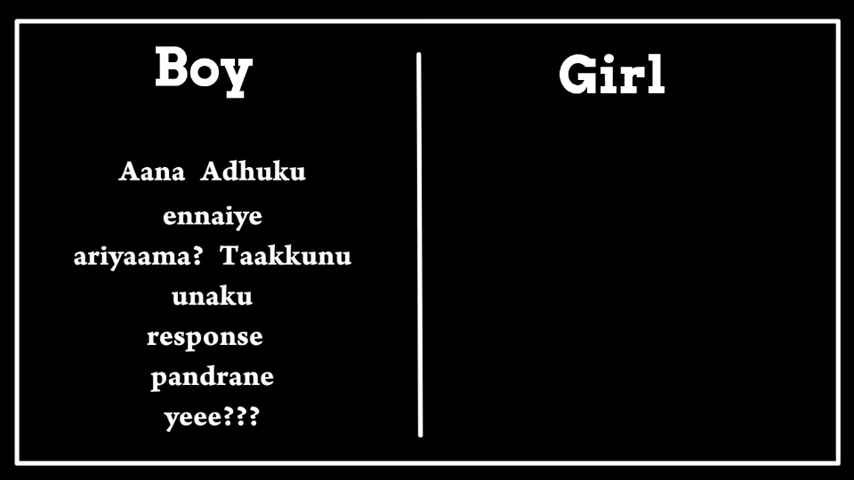 Boy
Girl
Aana Adhuku
ennaiye
ariyaama? Taakkunu
unaku
response
pandrane
yeee???